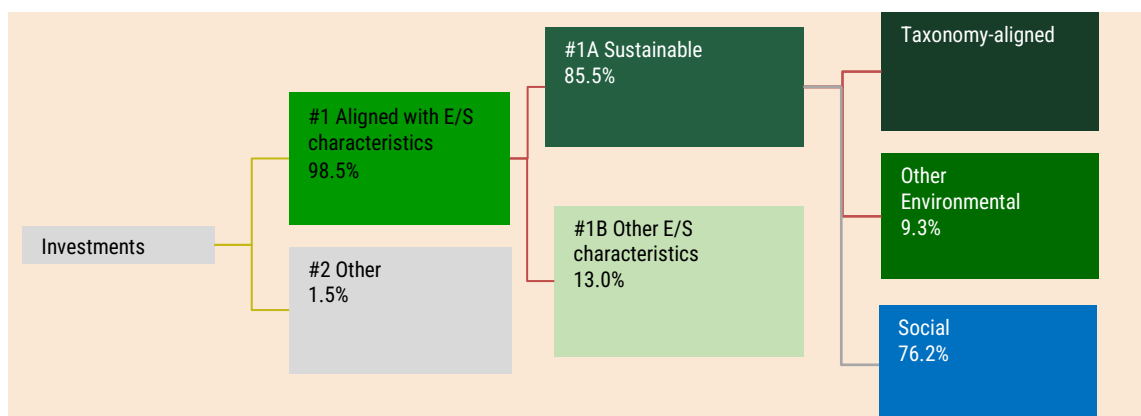 Investments
#1 Aligned with E/S
characteristics
98.5%
#2 Other
1.5%
#1A Sustainable
85.5%
#1B Other E/S
characteristics
13.0%
Taxonomy-aligned
Other
Environmental
9.3%
Social
76.2%